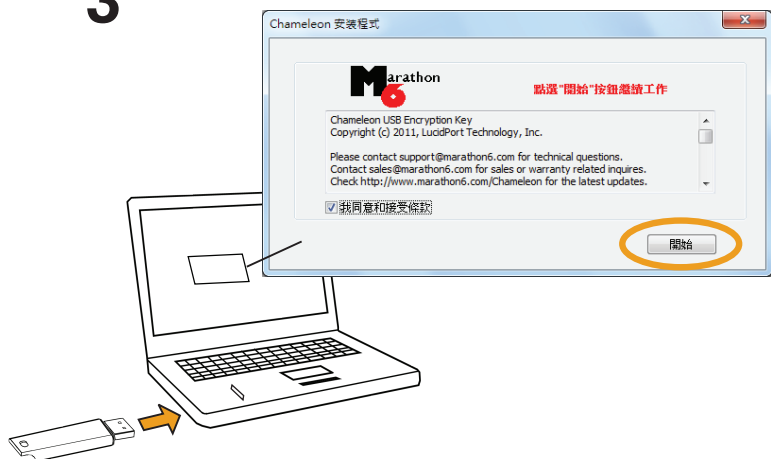 3
Chameleon 安裝程式
Marathon
6
點選"開始"按鈕繼續工作
Chameleon USB Encryption Key
Copyright (c) 2011, LucidPort Technology, Inc.
Please contact support@marathon6.com for technical questions.
Contact sales@marathon6.com for sales or warranty related inquires.
Check http://www.marathon6.com/Chameleon for the latest updates.
我同意和接受條款
開始